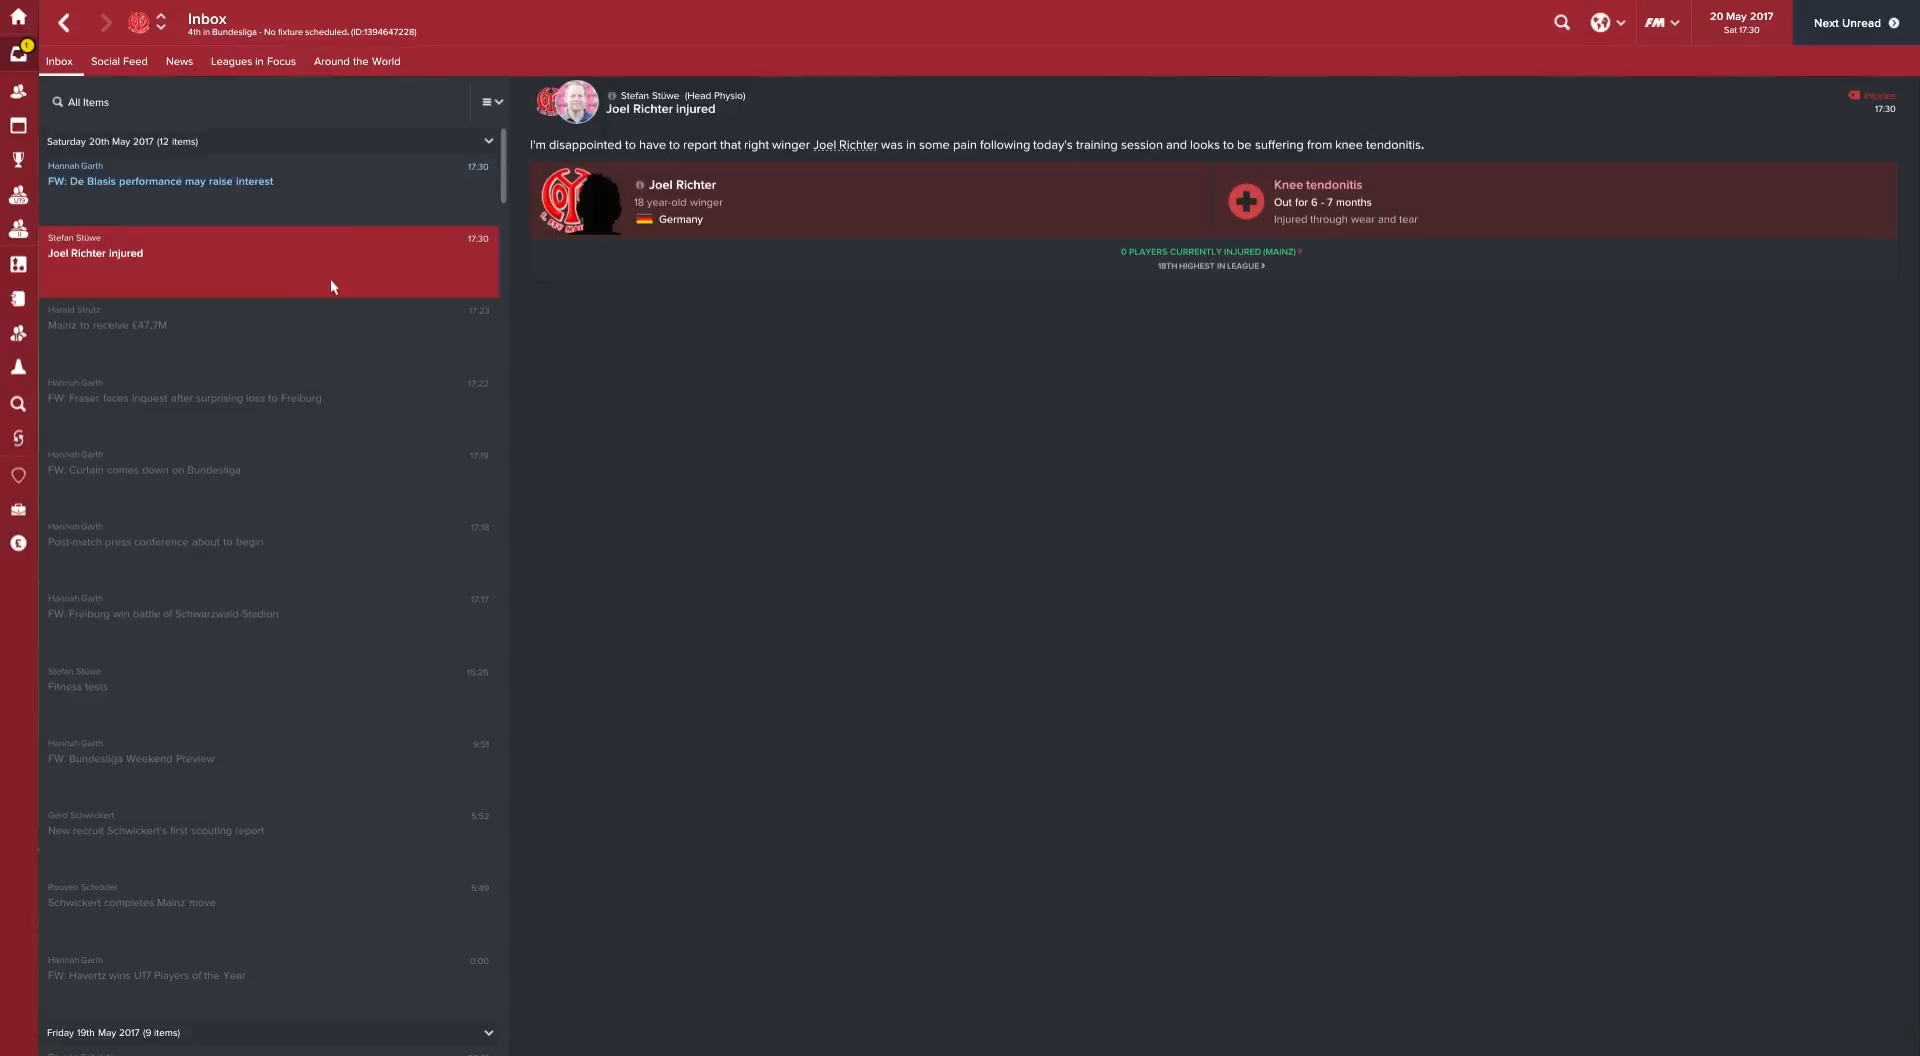 Inbox
4th in Bundesliga - No fixture scheduled. (ID:1394647228)
FM
20 May 2017
Sat 17:30
Next Unread
1
Inbox Social Feed News Leagues in Focus Around the World
All Items
Saturday 20th May 2017 (12 items)
Hannah Garth 17:30
FW: De Blasis performance may raise interest
Stefan Stüwe 17:30
Joel Richter injured
Harald Strutz 17:23
Mainz to receive £47.7M
Hannah Garth 17:22
FW: Fraser faces inquest after surprising loss to Freiburg
Hannah Garth 17:19
FW: Curtain comes down on Bundesliga
Hannah Garth 17:18
Post-match press conference about to begin
Hannah Garth 17:17
FW: Freiburg win battle of Schwarzwald-Stadion
Stefan Stüwe 15:26
Fitness tests
Hannah Garth 9:51
FW: Bundesliga Weekend Preview
Gerd Schwickert 5:52
New recruit Schwickert's first scouting report
Rouven Schröder 5:49
Schwickert completes Mainz move
Hannah Garth 0:00
FW: Havertz wins U17 Players of the Year
Friday 19th May 2017 (9 items)
U19
II
Stefan Stüwe (Head Physio)
Joel Richter injured
Injuries
17:30
I'm disappointed to have to report that right winger Joel Richter was in some pain following today's training session and looks to be suffering from knee tendonitis.
Joel Richter
18 year-old winger
Germany
Knee tendonitis
Out for 6 - 7 months
Injured through wear and tear
0 PLAYERS CURRENTLY INJURED (MAINZ)
18TH HIGHEST IN LEAGUE